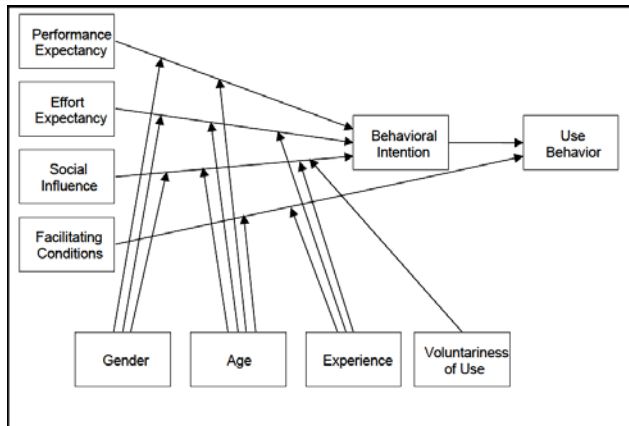 Performance
Expectancy
Effort
Expectancy
Social
Influence
Facilitating
Conditions
Behavioral
Intention
Use
Behavior
Gender
Age
Experience
Voluntariness
of Use